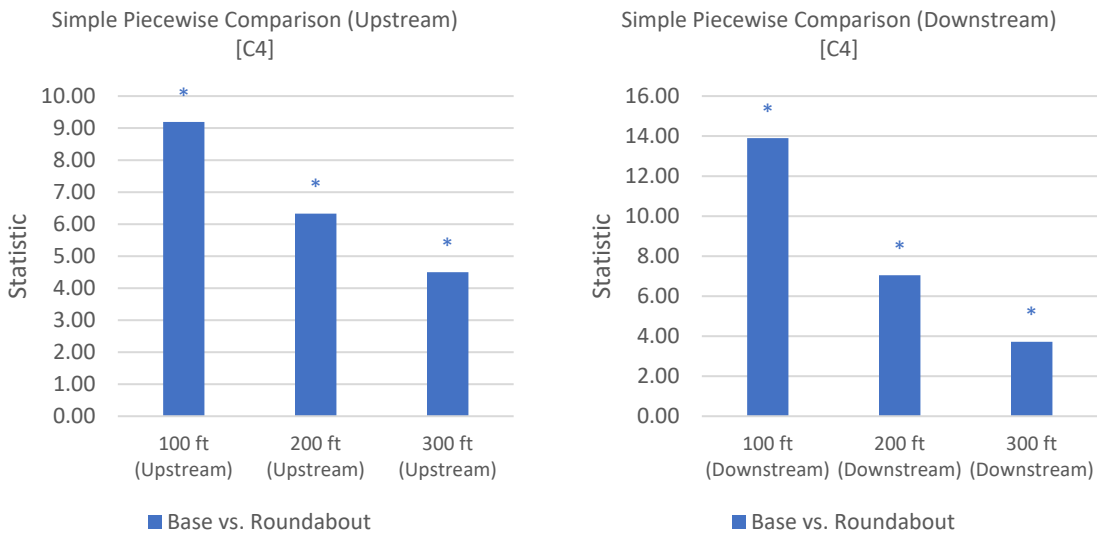 Simple Piecewise Comparison (Upstream)
[C4]
Statistic
10.00
9.00
8.00
7.00
6.00
5.00
4.00
3.00
2.00
1.00
0.00
*
*
*
100 ft
(Upstream)
200 ft
(Upstream)
300 ft
(Upstream)
Base vs. Roundabout
Simple Piecewise Comparison (Downstream)
[C4]
Statistic
16.00
14.00
12.00
10.00
8.00
6.00
4.00
2.00
0.00
*
*
*
100 ft
(Downstream)
200 ft
(Downstream)
300 ft
(Downstream)
Base vs. Roundabout